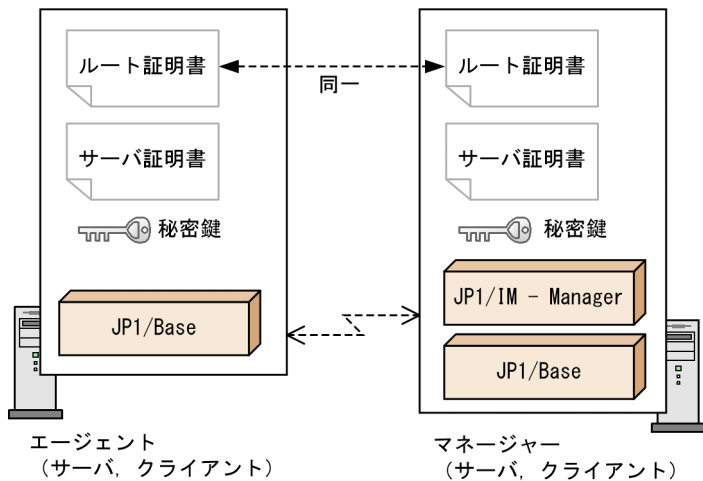 ルート証明書
同一
ルート証明書
サーバ証明書
サーバ証明書
秘密鍵
秘密鍵
JP1/IM － Manager
JP1/Base
JP1/Base
エージェント
（サーバ，クライアント）
マネージャー
（サーバ，クライアント）